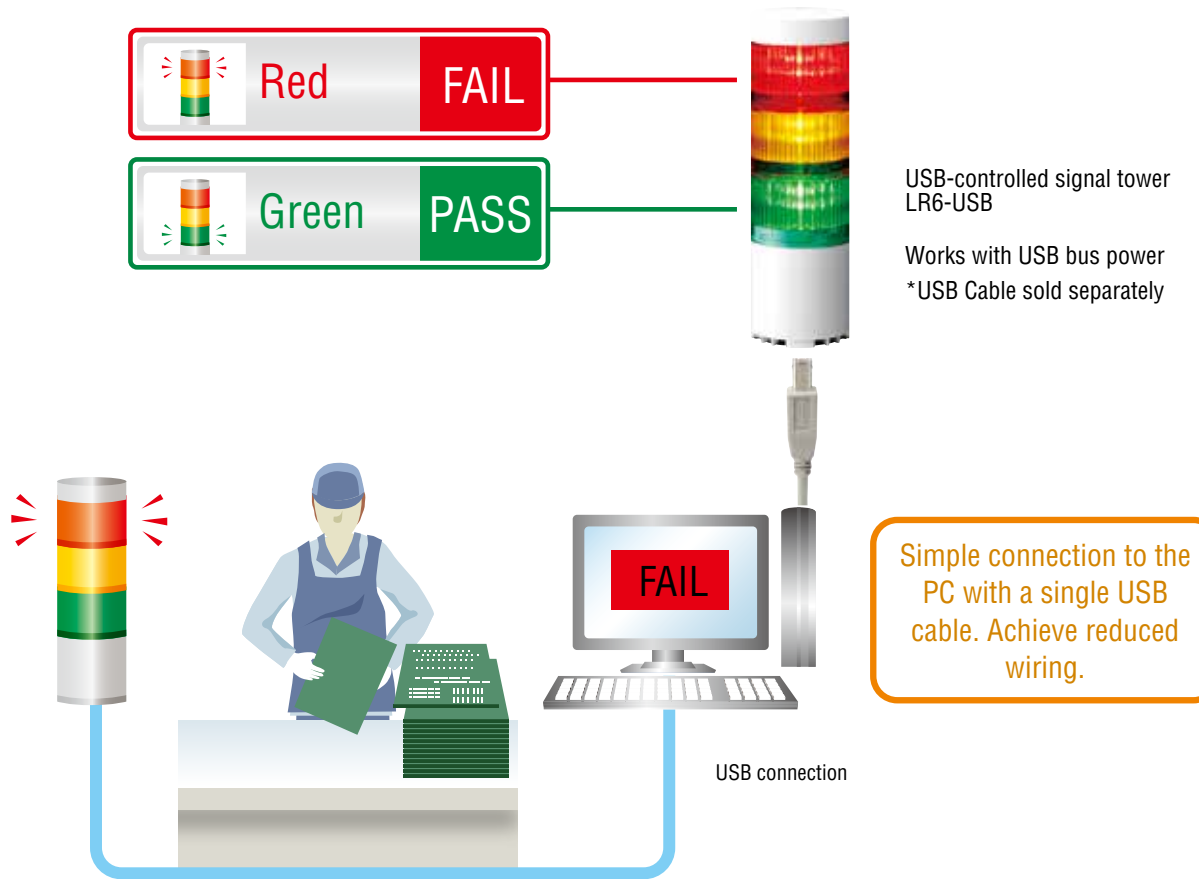 Red FAIL
Green PASS
USB-controlled signal tower
LR6-USB
Works with USB bus power
*USB Cable sold separately
FAIL
Simple connection to the
PC with a single USB
cable. Achieve reduced
wiring.
USB connection